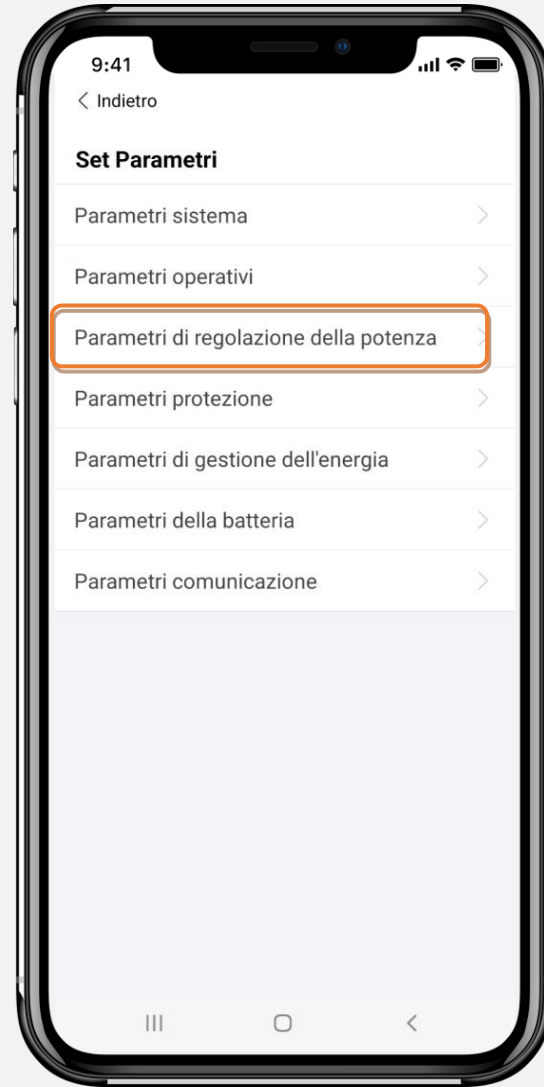 9:41
Indietro
Set Parametri
Parametri sistema
Parametri operativi
Parametri di regolazione della potenza
Parametri protezione
Parametri di gestione dell'energia
Parametri della batteria
Parametri comunicazione